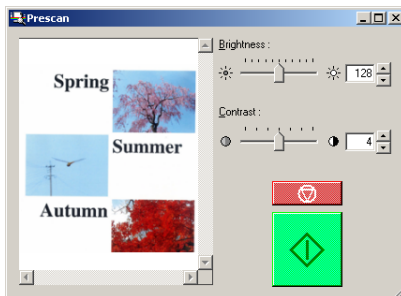 Prescan
Brightness :
128
Contrast :
4
Spring
Summer
Autumn